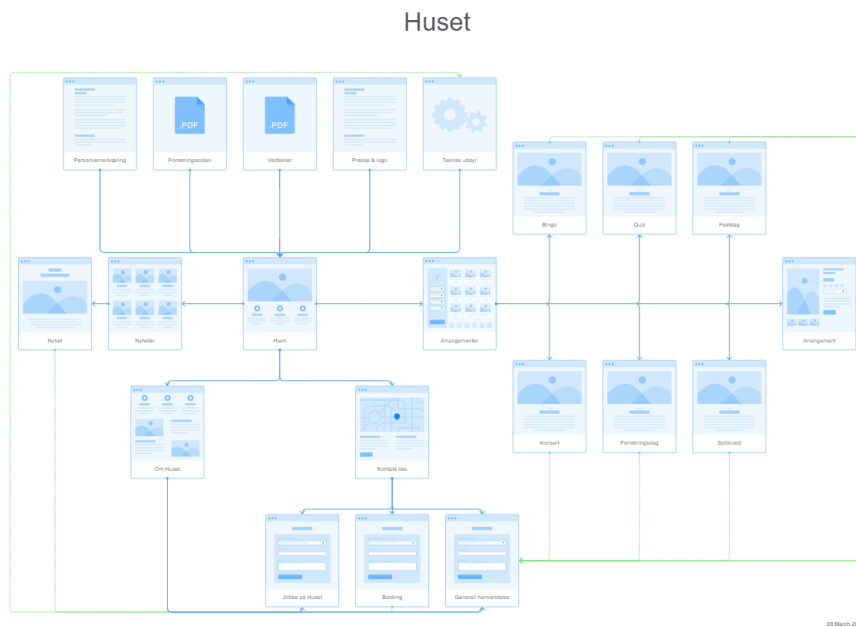 Huset
.PDF
.PDF
Personvernerklæring
Forretningsorden
Vedtekter
Presse & logo
Teknisk utstyr
Bingo
Quiz
Festdag
Nyhet
Nyheter
Hjem
Arrangementer
Arrangement
Konsert
Forretningsdag
Spillkveld
Om Huset
Kontakt oss
Jobbe på Huset
Booking
Generell henvendelse
09 March 20